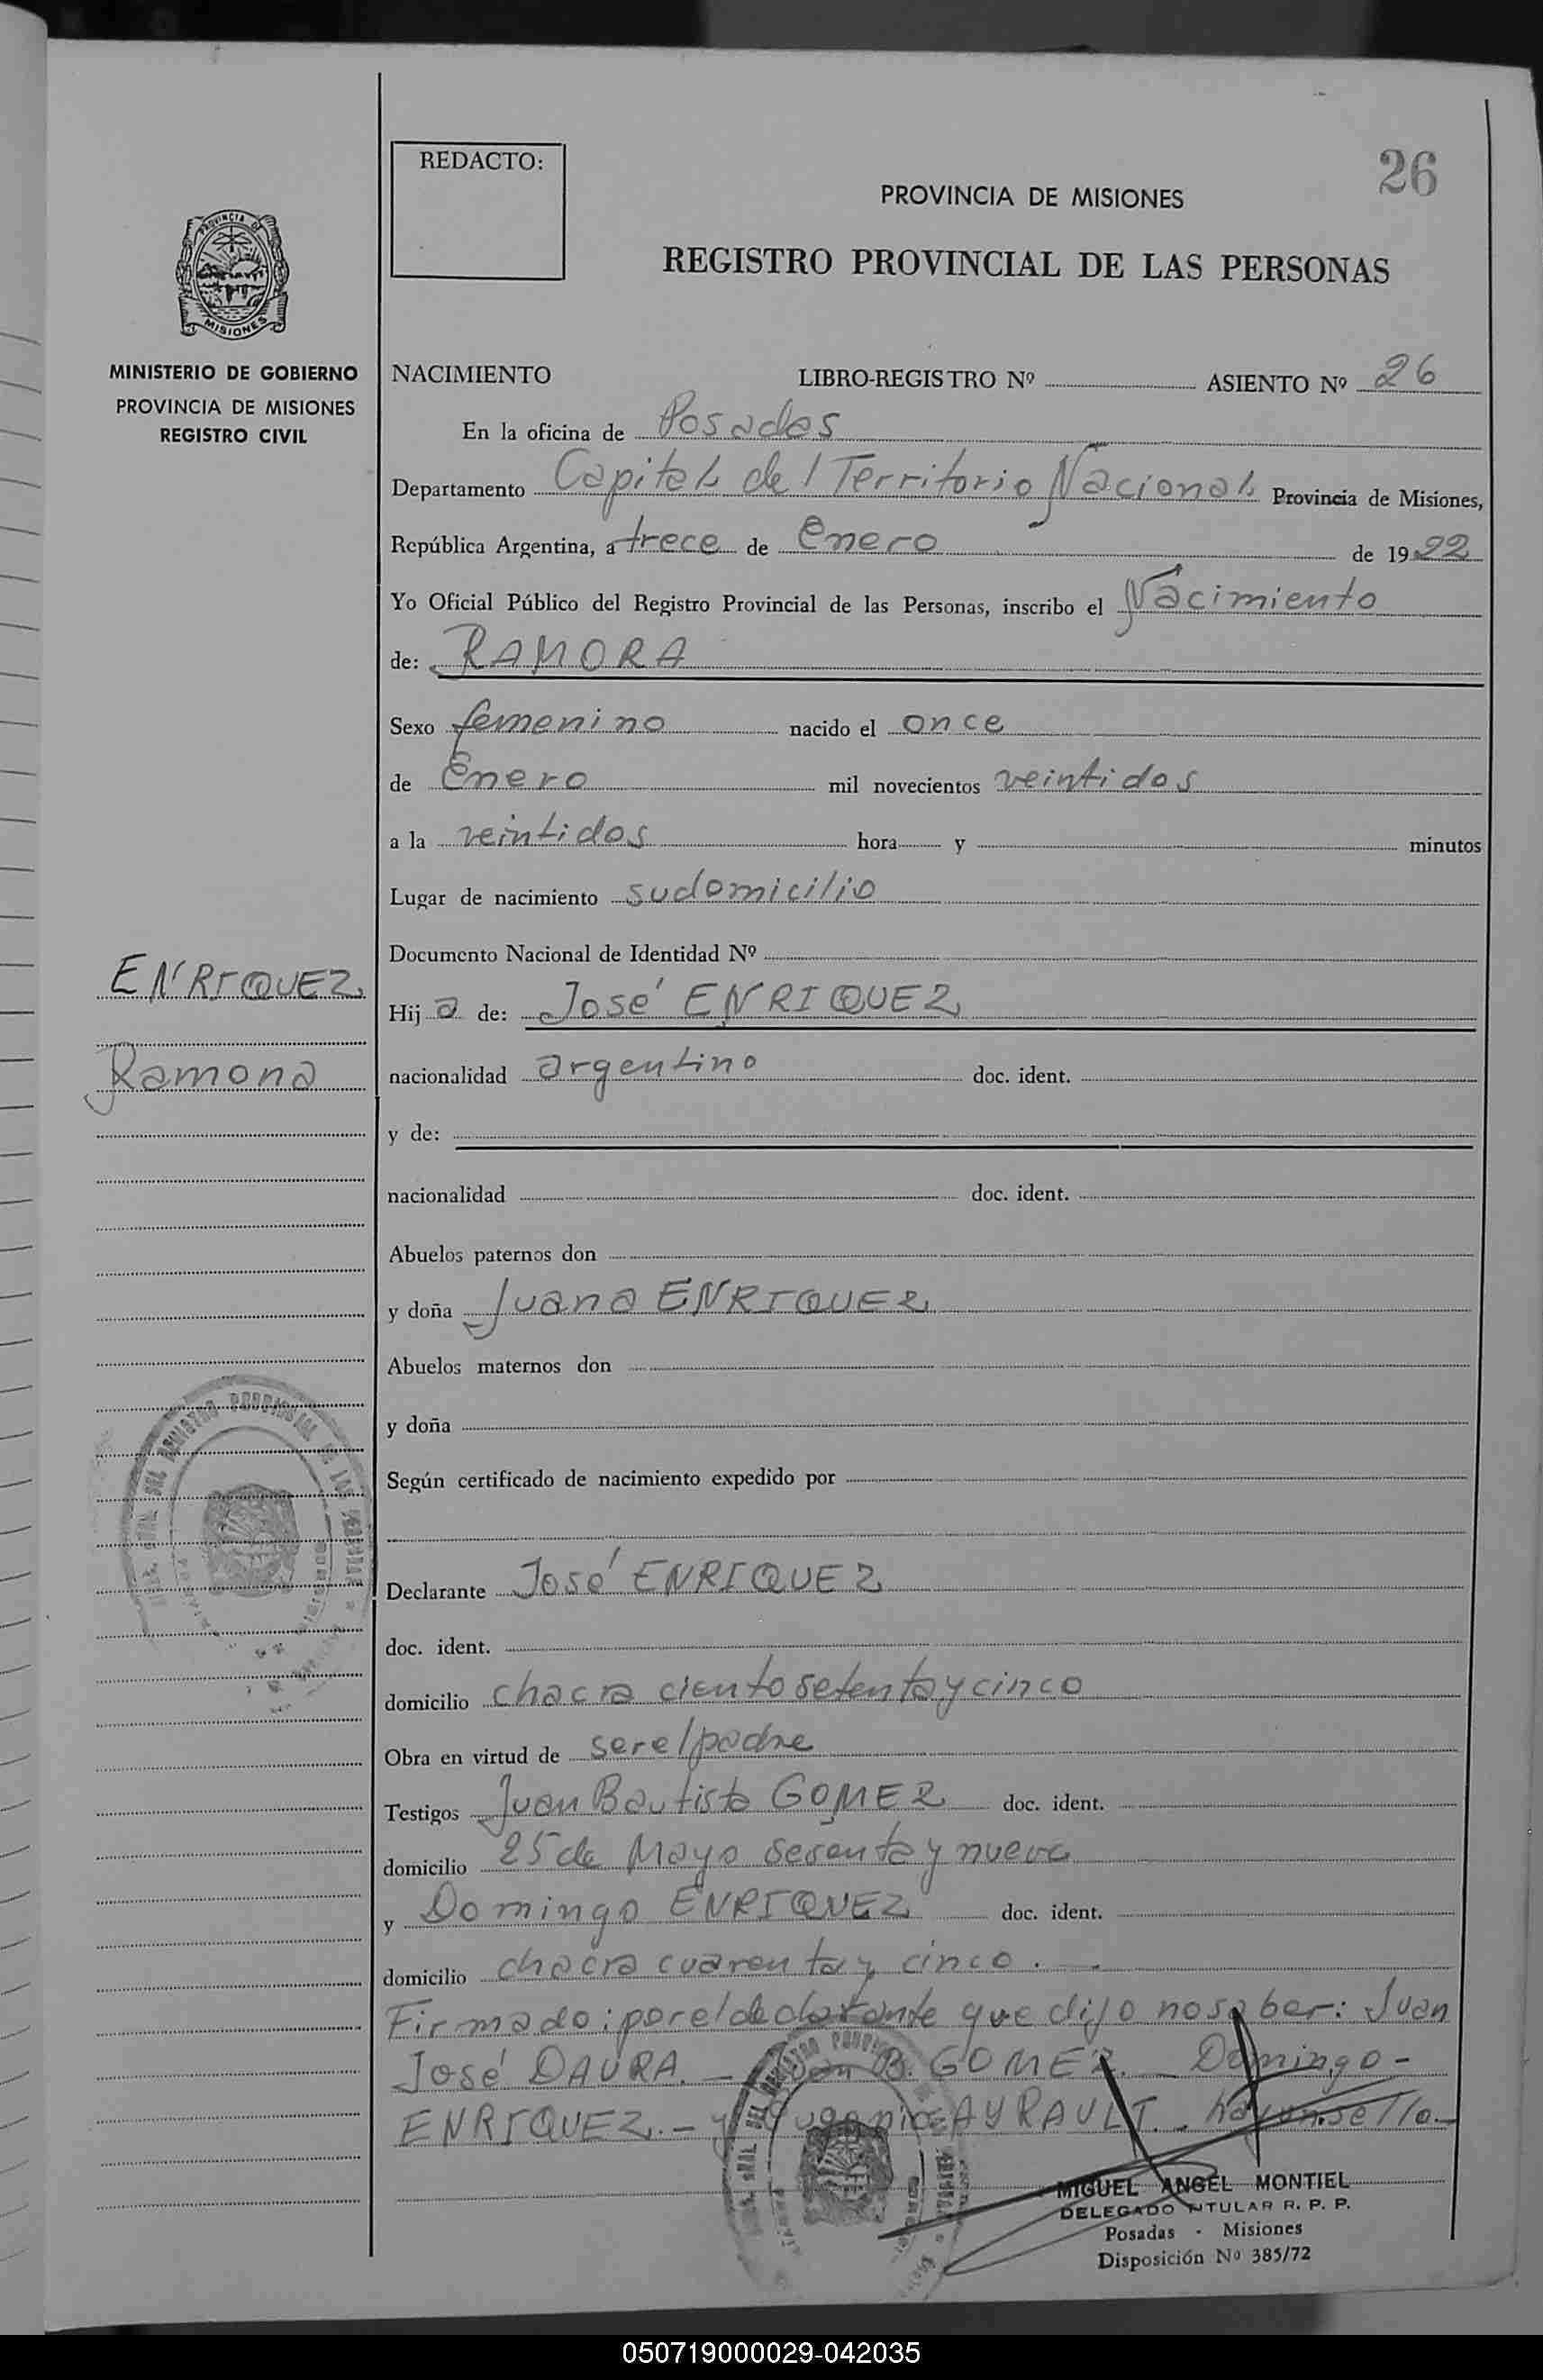 26
REDACTO:
PROVINCIA DE MISIONES
REGISTRO PROVINCIAL DE LAS PERSONAS
PROVINCIA DE
MISIONES
MINISTERIO DE GOBIERNO
PROVINCIA DE MISIONES
REGISTRO CIVIL
NACIMIENTO LIBRO-REGISTRO Nº ASIENTO Nº 26
En la oficina de Posadas
Departamento Capital del Territorio Nacional Provincia de Misiones,
República Argentina, a trece de Enero de 1922
Yo Oficial Público del Registro Provincial de las Personas, inscribo el Nacimiento
de: RAMORA
Sexo femenino nacido el once
de Enero mil novecientos veintidos
a la veintidos hora y minutos
Lugar de nacimiento su domicilio
Documento Nacional de Identidad Nº
ENRIQUEZ
Ramona
Hija de: José ENRIQUEZ
nacionalidad argentino doc. ident.
y de:
nacionalidad doc. ident.
Abuelos paternos don
y doña Juana ENRIQUEZ
Abuelos maternos don
y doña
Según certificado de nacimiento expedido por
Declarante José ENRIQUEZ
doc. ident.
domicilio chacra ciento setenta y cinco
Obra en virtud de ser el padre
Testigos Juan Bautista GOMEZ doc. ident.
domicilio 25 de Mayo sesenta y nueve
y Domingo ENRIQUEZ doc. ident.
domicilio chacra cuarenta y cinco . -
Firmado: por el declarante que dijo no saber: Juan
José DAURA. - Juan B. GOMEZ. - Domingo -
ENRIQUEZ. - y Eugenio AYRAULT. hay un sello -
MIGUEL ANGEL MONTIEL
DELEGADO TITULAR R. P. P.
Posadas - Misiones
Disposición Nº 385/72
050719000029-042035